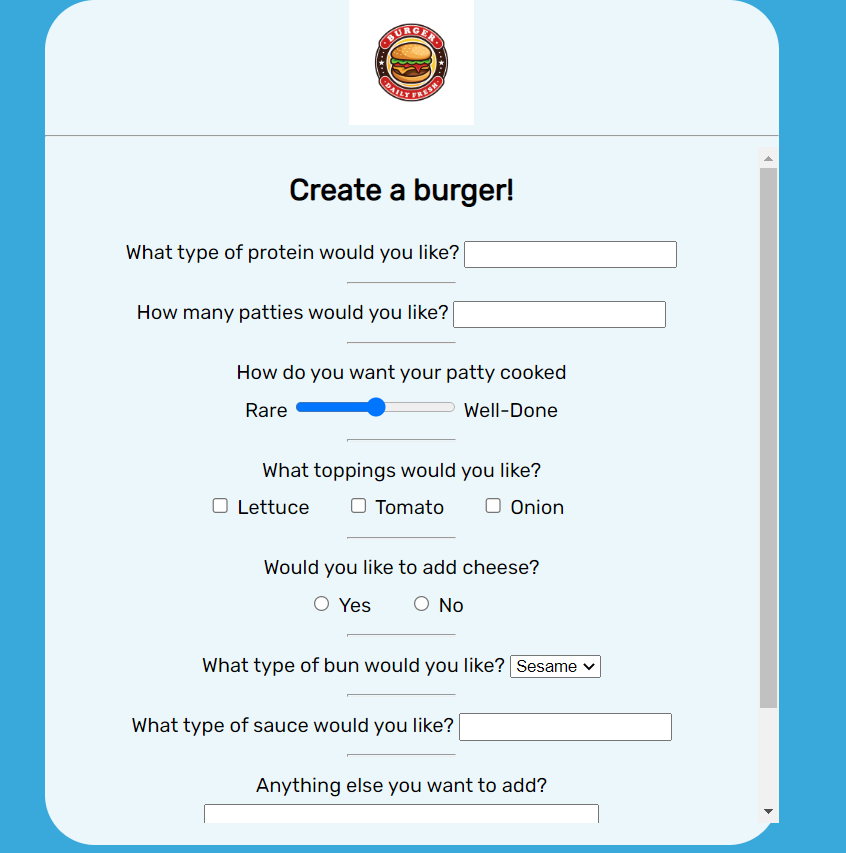 BURGER
DAILY FRESH
Create a burger!
What type of protein would you like?
How many patties would you like?
How do you want your patty cooked
Rare Well-Done
What toppings would you like?
Lettuce Tomato Onion
Would you like to add cheese?
Yes No
What type of bun would you like? Sesame
What type of sauce would you like?
Anything else you want to add?